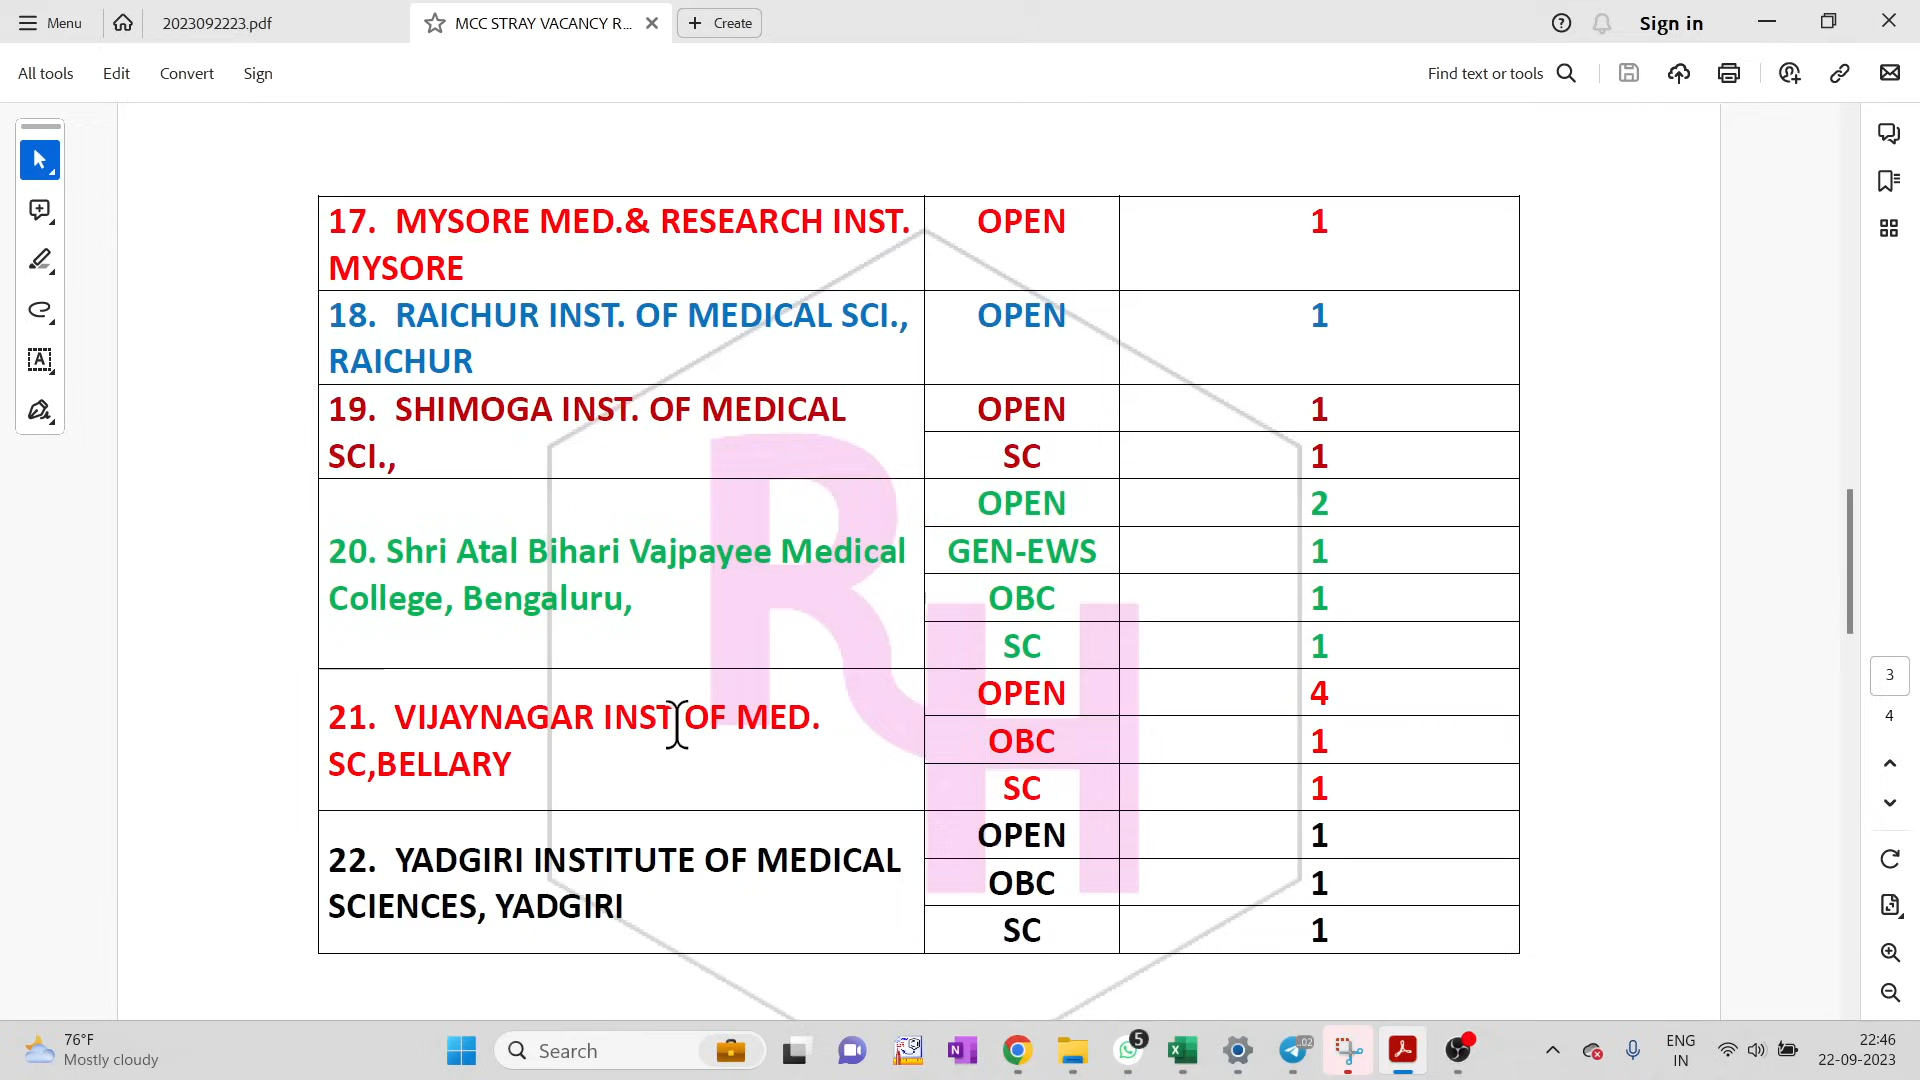 Menu
2023092223.pdf
MCC STRAY VACANCY R...
Create
Sign in
All tools
Edit
Convert
Sign
Find text or tools
17. MYSORE MED.& RESEARCH INST. OPEN 1
MYSORE
18. RAICHUR INST. OF MEDICAL SCI., OPEN 1
RAICHUR
19. SHIMOGA INST. OF MEDICAL OPEN 1
SCI., SC 1
OPEN 2
20. Shri Atal Bihari Vajpayee Medical GEN-EWS 1
College, Bengaluru, OBC 1
SC 1
OPEN 4
21. VIJAYNAGAR INST OF MED. OBC 1
SC,BELLARY SC 1
OPEN 1
22. YADGIRI INSTITUTE OF MEDICAL OBC 1
SCIENCES, YADGIRI SC 1
RH
3
4
76°F
Mostly cloudy
Search
5
02
ENG
IN
22:46
22-09-2023